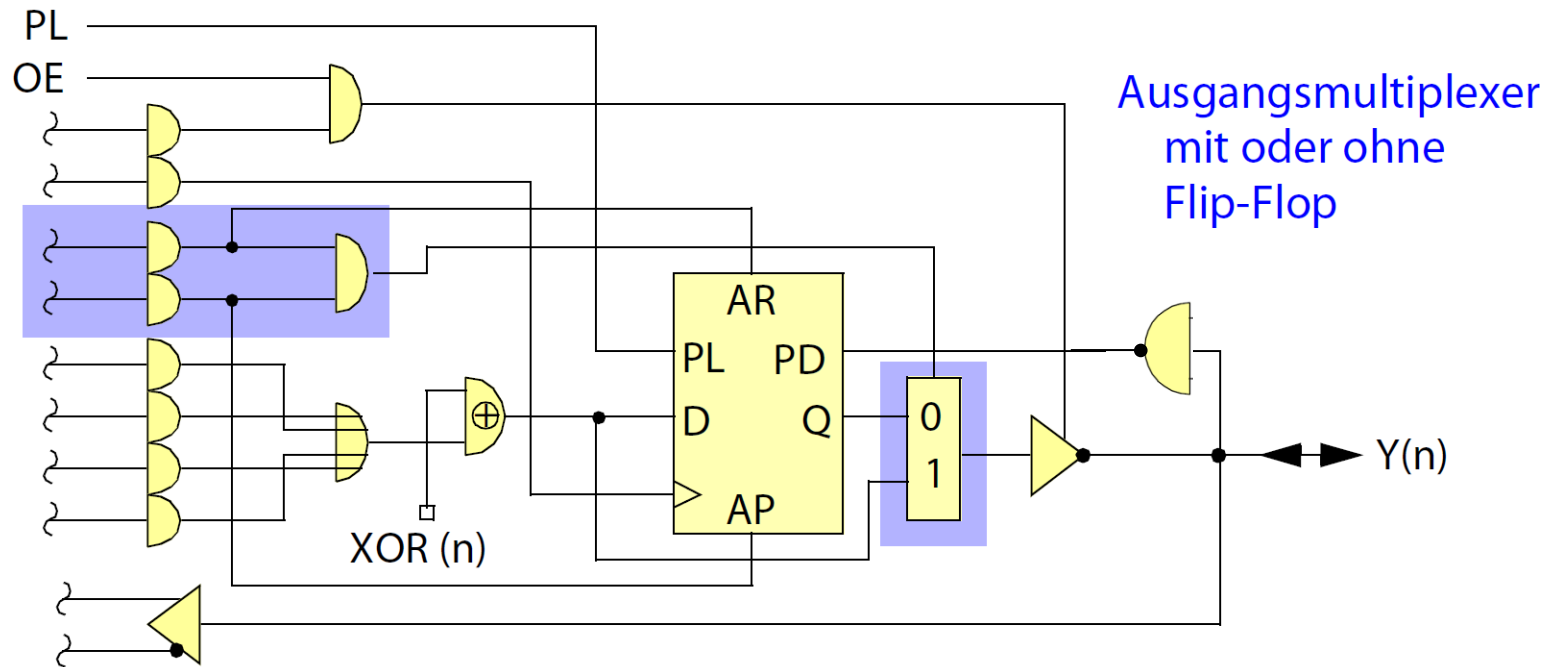 PL
OE
Ausgangsmultiplexer
mit oder ohne
Flip-Flop
AR
PL PD
D Q
AP
0
1
XOR (n)
Y(n)